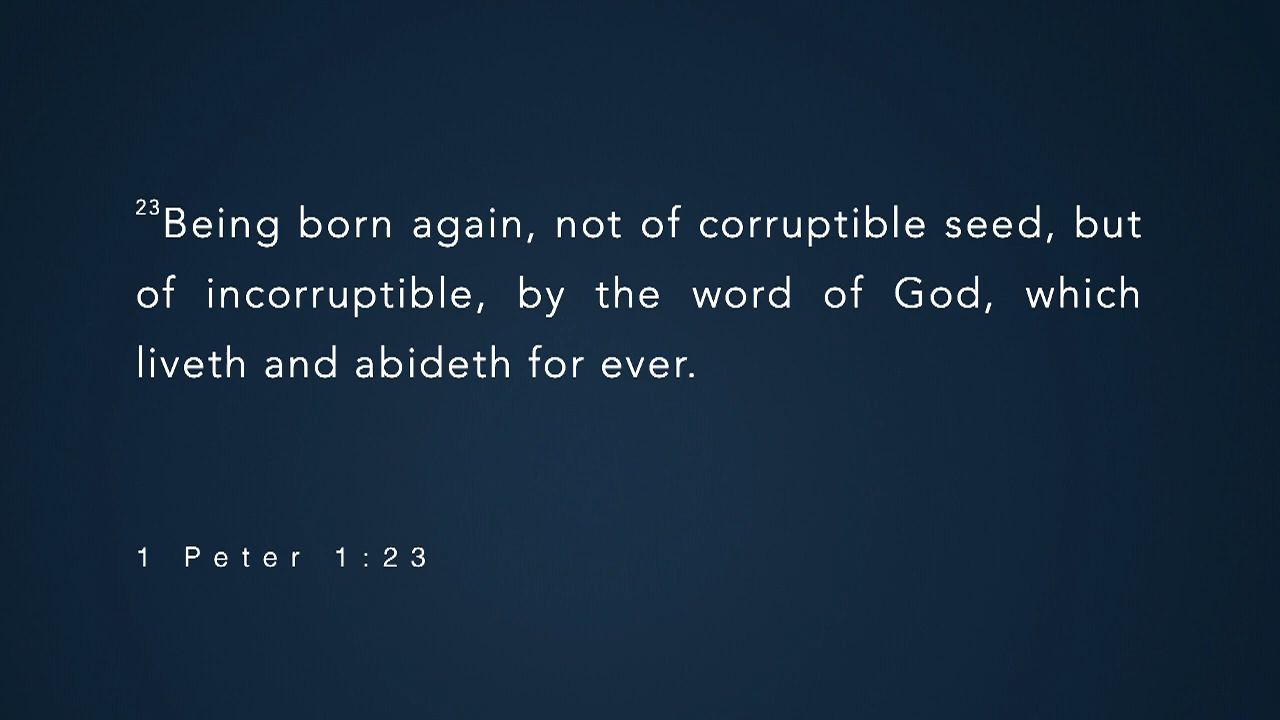 23Being born again, not of corruptible seed, but
of incorruptible, by the word of God, which
liveth and abideth for ever.
1 Peter 1:23